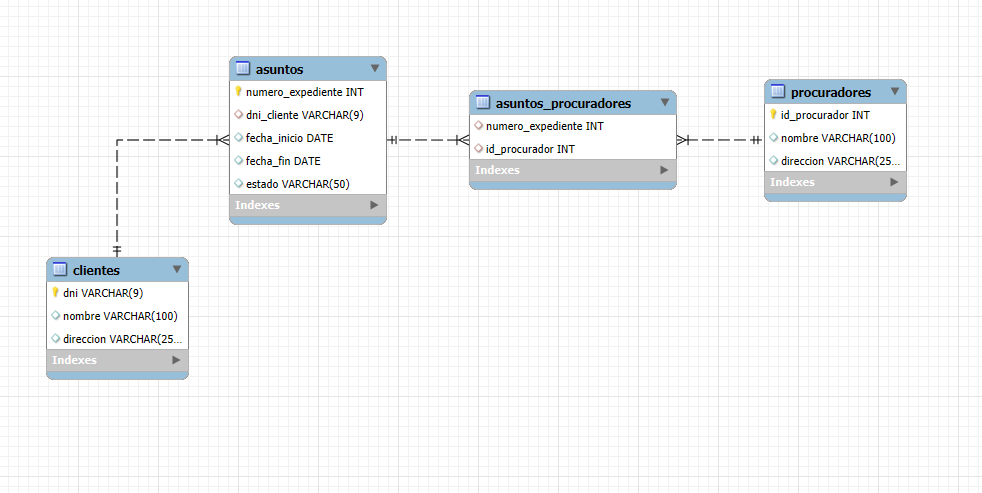 asuntos
numero_expediente INT
dni_cliente VARCHAR(9)
fecha_inicio DATE
fecha_fin DATE
estado VARCHAR(50)
Indexes
asuntos_procuradores
numero_expediente INT
id_procurador INT
Indexes
procuradores
id_procurador INT
nombre VARCHAR(100)
direccion VARCHAR(25...
Indexes
clientes
dni VARCHAR(9)
nombre VARCHAR(100)
direccion VARCHAR(25...
Indexes